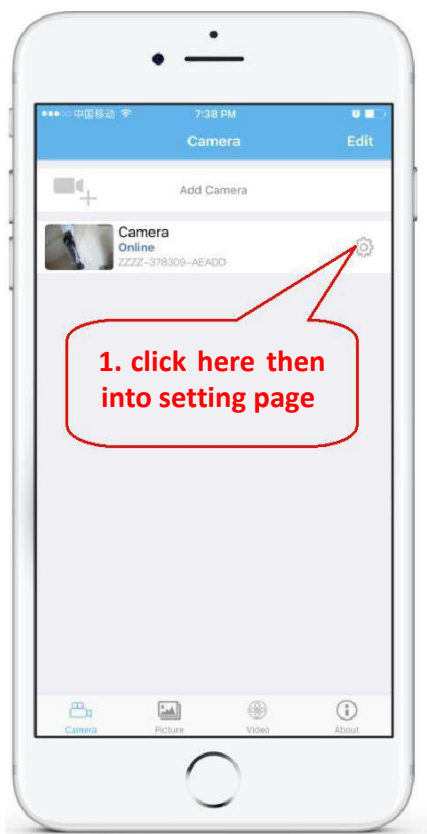 中国移动 7:38 PM
Camera Edit
Add Camera
Camera
Online
ZZZZ-378309-AEADD
1. click here then
into setting page
Camera Picture Video About